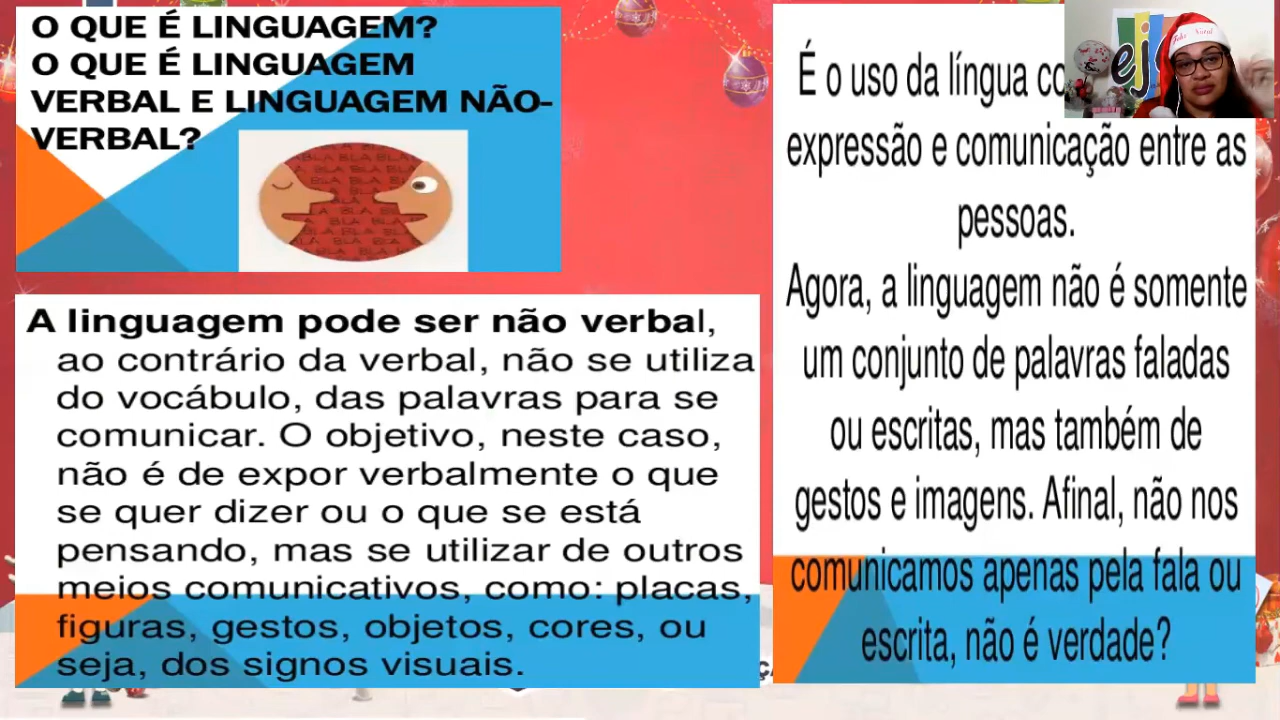 O QUE É LINGUAGEM?
O QUE É LINGUAGEM
VERBAL E LINGUAGEM NÃO-
VERBAL?
A linguagem pode ser não verbal,
ao contrário da verbal, não se utiliza
do vocábulo, das palavras para se
comunicar. O objetivo, neste caso,
não é de expor verbalmente o que
se quer dizer ou o que se está
pensando, mas se utilizar de outros
meios comunicativos, como: placas,
figuras, gestos, objetos, cores, ou
seja, dos signos visuais.
É o uso da língua
expressão e comunicação entre as
pessoas.
Agora, a linguagem não é somente
um conjunto de palavras faladas
ou escritas, mas também de
gestos e imagens. Afinal, não nos
comunicamos apenas pela fala ou
escrita, não é verdade?